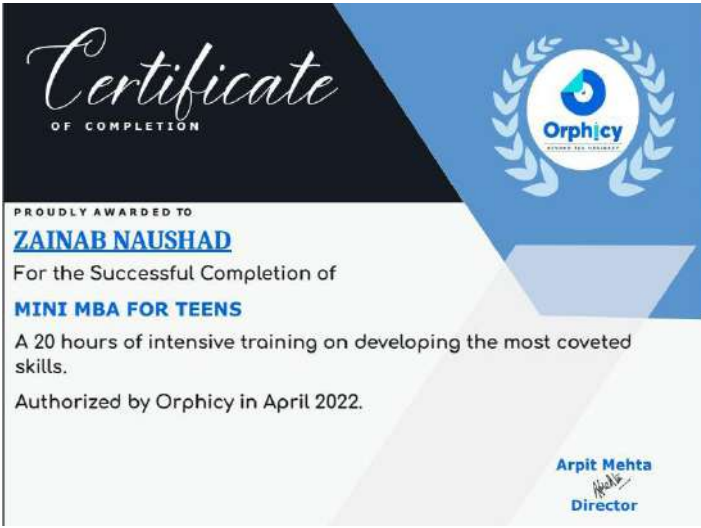 Certificate
OF COMPLETION
Orphicy
PROUDLY AWARDED TO
ZAINAB NAUSHAD
For the Successful Completion of
MINI MBA FOR TEENS
A 20 hours of intensive training on developing the most coveted
skills.
Authorized by Orphicy in April 2022.
Arpit Mehta
Director